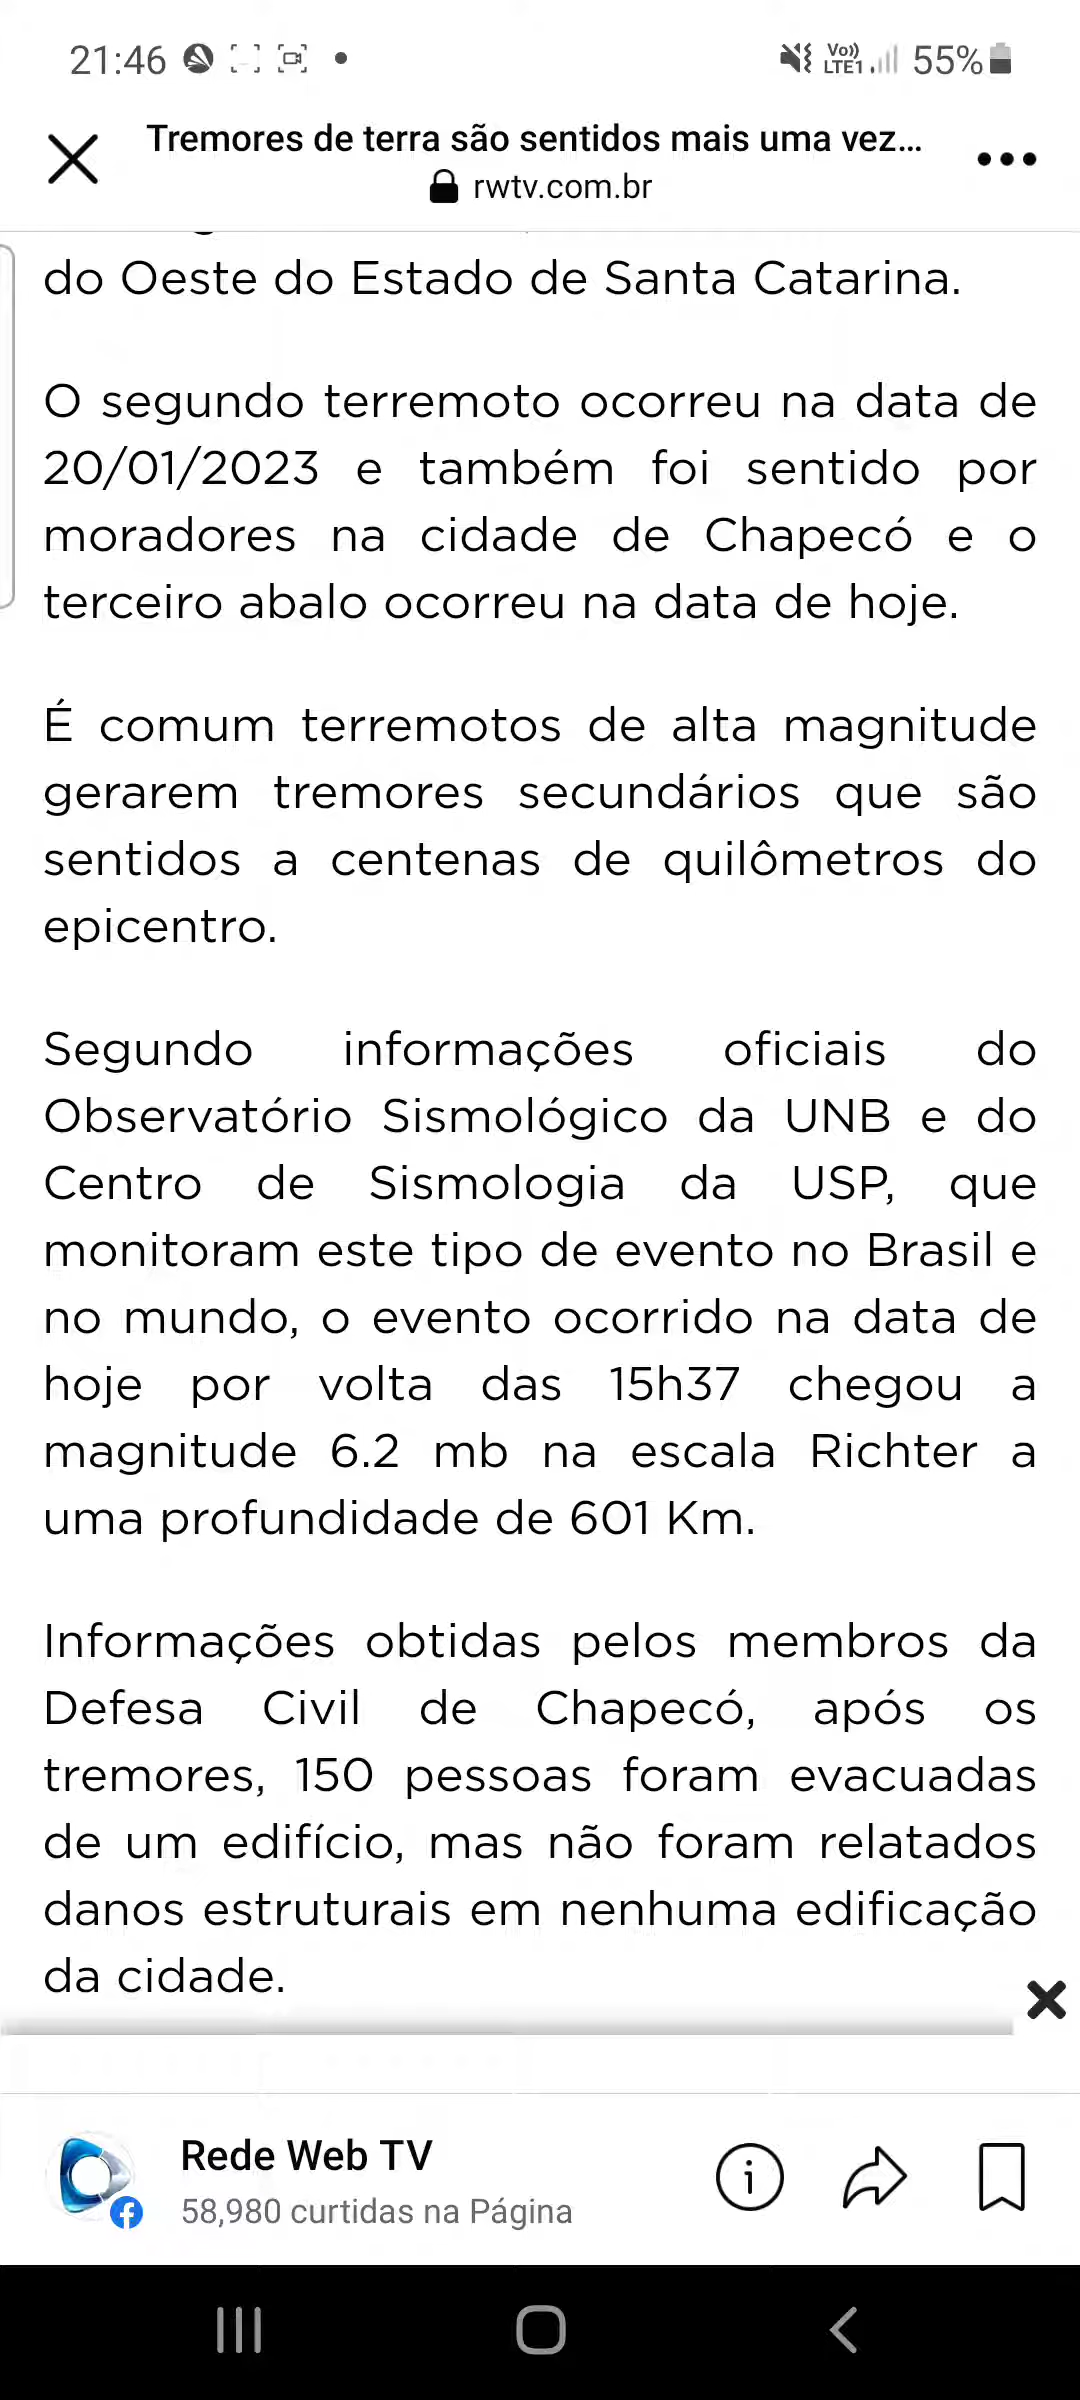 21:46
Vo)) LTE1 55%
Tremores de terra são sentidos mais uma vez...
rwtv.com.br
do Oeste do Estado de Santa Catarina.
O segundo terremoto ocorreu na data de
20/01/2023 e também foi sentido por
moradores na cidade de Chapecó e o
terceiro abalo ocorreu na data de hoje.
É comum terremotos de alta magnitude
gerarem tremores secundários que são
sentidos a centenas de quilômetros do
epicentro.
Segundo informações oficiais do
Observatório Sismológico da UNB e do
Centro de Sismologia da USP, que
monitoram este tipo de evento no Brasil e
no mundo, o evento ocorrido na data de
hoje por volta das 15h37 chegou a
magnitude 6.2 mb na escala Richter a
uma profundidade de 601 Km.
Informações obtidas pelos membros da
Defesa Civil de Chapecó, após os
tremores, 150 pessoas foram evacuadas
de um edifício, mas não foram relatados
danos estruturais em nenhuma edificação
da cidade.
Rede Web TV
58,980 curtidas na Página